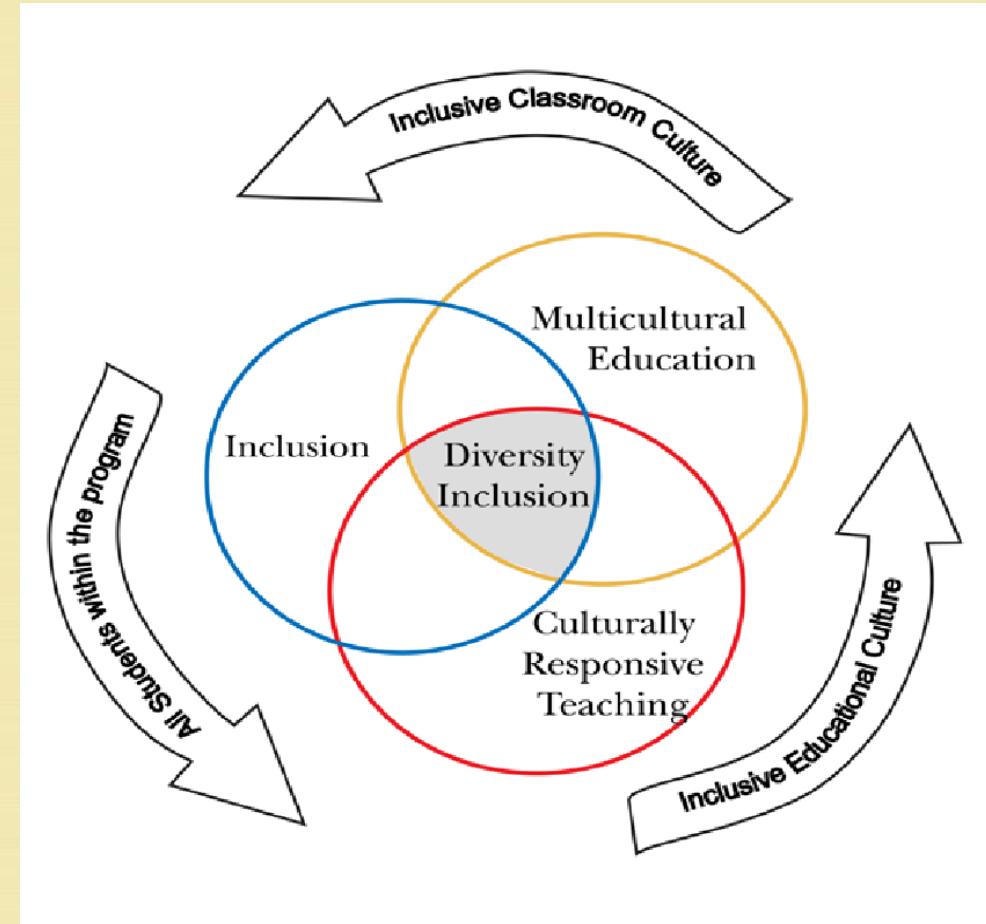 Inclusive Classroom Culture
Multicultural
Education
Inclusion
Diversity
Inclusion
Culturally
Responsive
Teaching
All Students within the program
Inclusive Educational Culture